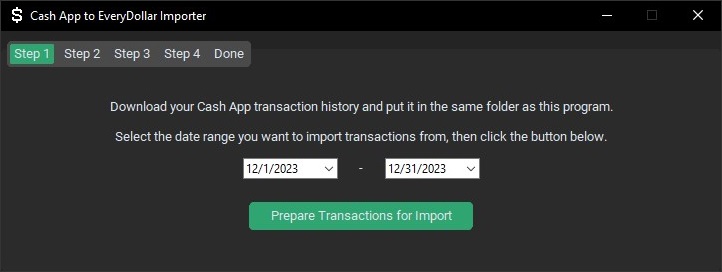 Cash App to EveryDollar Importer
Step 1 Step 2 Step 3 Step 4 Done
Download your Cash App transaction history and put it in the same folder as this program.
Select the date range you want to import transactions from, then click the button below.
12/1/2023 - 12/31/2023
Prepare Transactions for Import